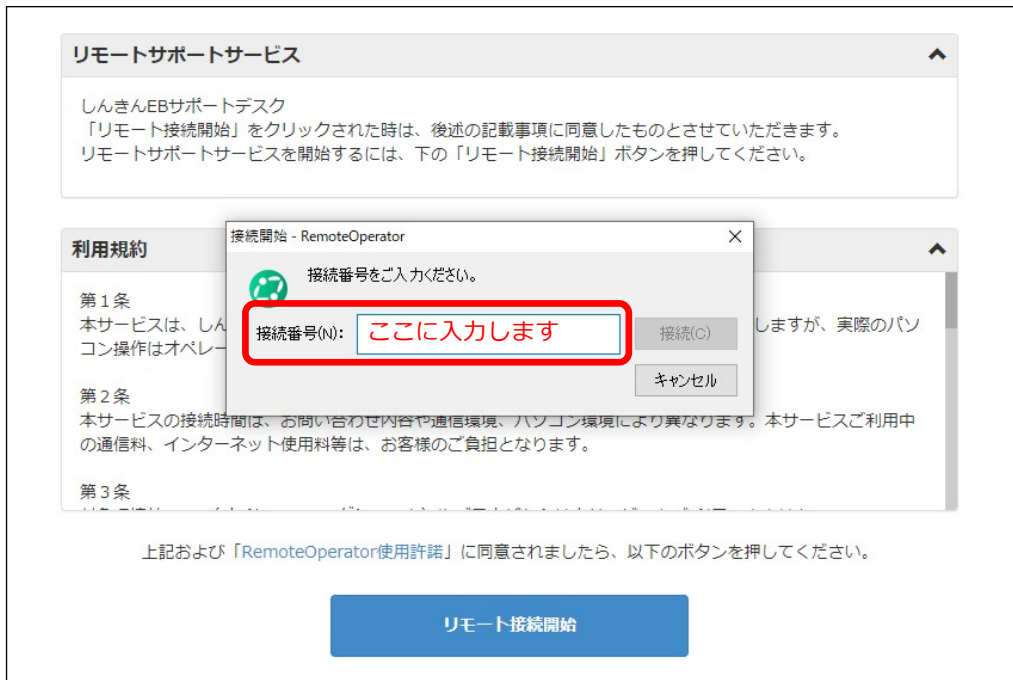 リモートサポートサービス
しんきんEBサポートデスク
「リモート接続開始」をクリックされた時は、後述の記載事項に同意したものとさせていただきます。
リモートサポートサービスを開始するには、下の「リモート接続開始」ボタンを押してください。
利用規約
接続開始 - RemoteOperator
接続番号をご入力ください。
接続番号(N):
ここに入力します
接続(C)
キャンセル
第1条
本サービスは、しん
しますが、実際のパソ
コン操作はオペレー
第2条
本サービスの接続時間は、お問い合わせ内容や通信環境、パソコン環境により異なります。本サービスご利用中
の通信料、インターネット使用料等は、お客様のご負担となります。
第3条
上記および「RemoteOperator使用許諾」に同意されましたら、以下のボタンを押してください。
リモート接続開始